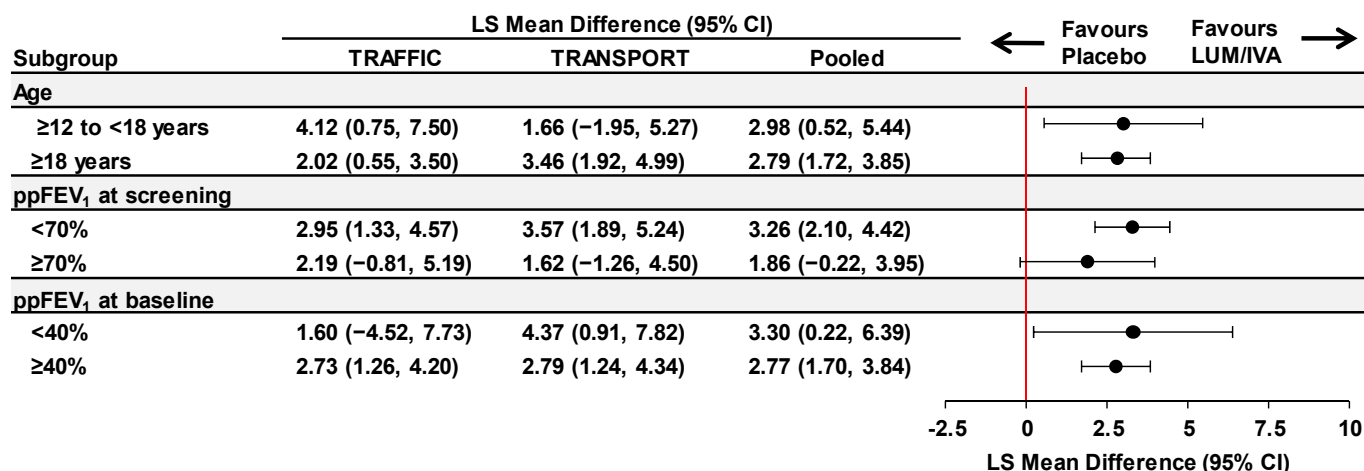 LS Mean Difference (95% CI)
Favours Placebo
Favours LUM/IVA
Subgroup TRAFFIC TRANSPORT Pooled
Age
≥12 to <18 years 4.12 (0.75, 7.50) 1.66 (−1.95, 5.27) 2.98 (0.52, 5.44)
≥18 years 2.02 (0.55, 3.50) 3.46 (1.92, 4.99) 2.79 (1.72, 3.85)
ppFEV₁ at screening
<70% 2.95 (1.33, 4.57) 3.57 (1.89, 5.24) 3.26 (2.10, 4.42)
≥70% 2.19 (−0.81, 5.19) 1.62 (−1.26, 4.50) 1.86 (−0.22, 3.95)
ppFEV₁ at baseline
<40% 1.60 (−4.52, 7.73) 4.37 (0.91, 7.82) 3.30 (0.22, 6.39)
≥40% 2.73 (1.26, 4.20) 2.79 (1.24, 4.34) 2.77 (1.70, 3.84)
-2.5 0 2.5 5 7.5 10
LS Mean Difference (95% CI)